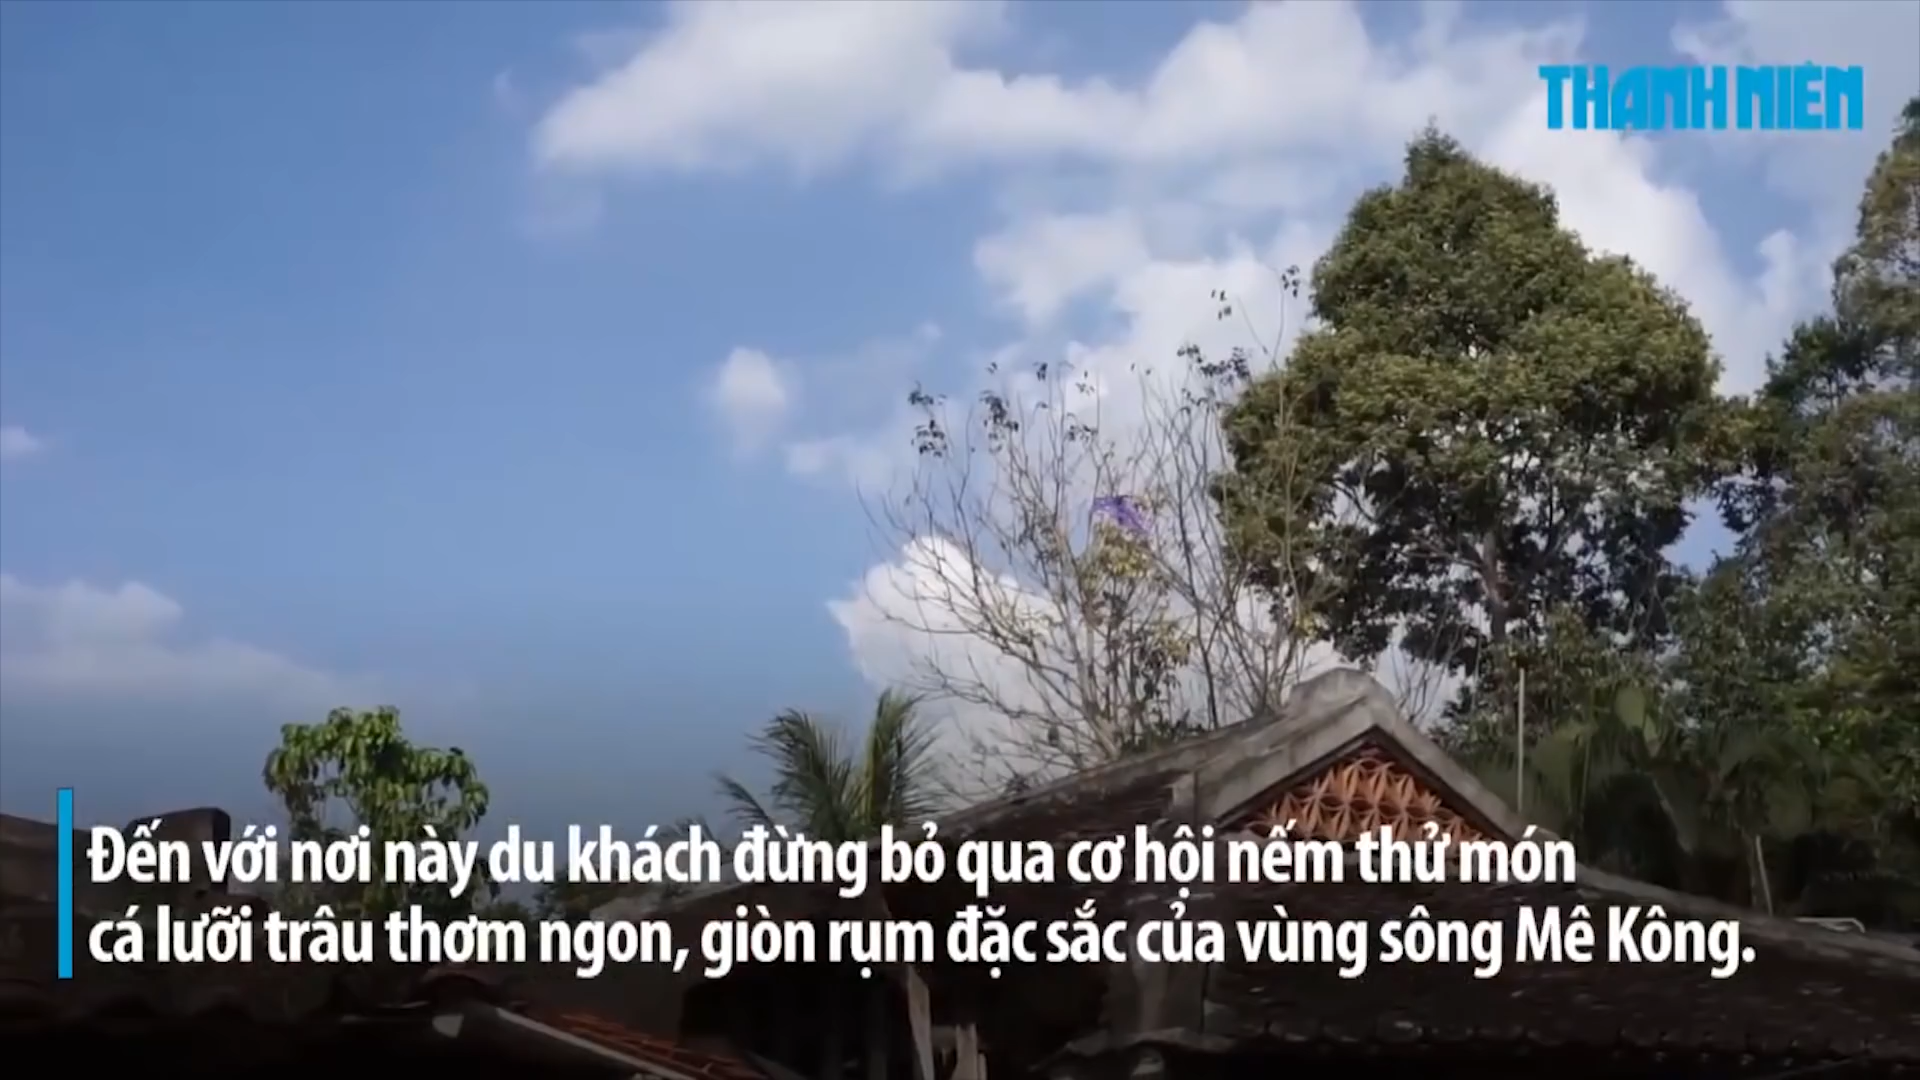 THANH NIÊN
Đến với nơi này du khách đừng bỏ qua cơ hội nếm thử món
cá lưỡi trâu thơm ngon, giòn rụm đặc sắc của vùng sông Mê Kông.